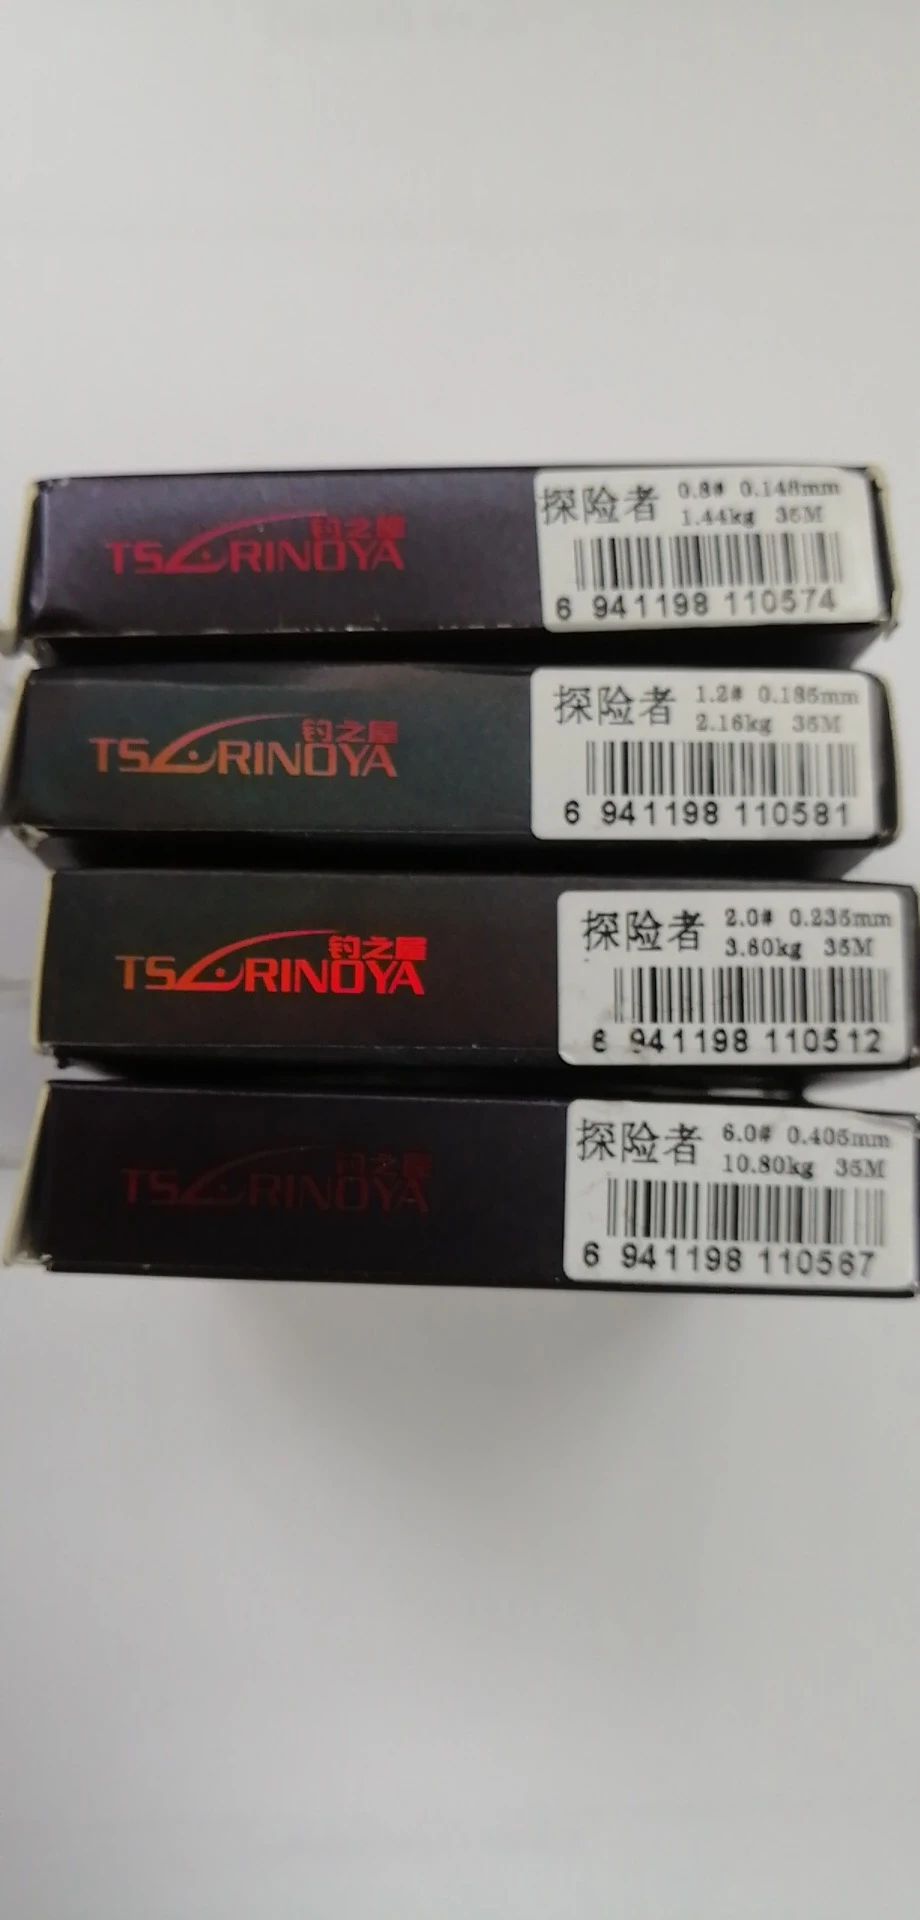 钓之屋
TSURINOYA
探险者 0.8# 0.148mm
1.44kg 35M
6 941198 110574
钓之屋
TSURINOYA
探险者 1.2# 0.185mm
2.16kg 35M
6 941198 110581
钓之屋
TSURINOYA
探险者 2.0# 0.235mm
3.60kg 35M
6 941198 110512
钓之屋
TSURINOYA
探险者 6.0# 0.405mm
10.80kg 35M
6 941198 110567